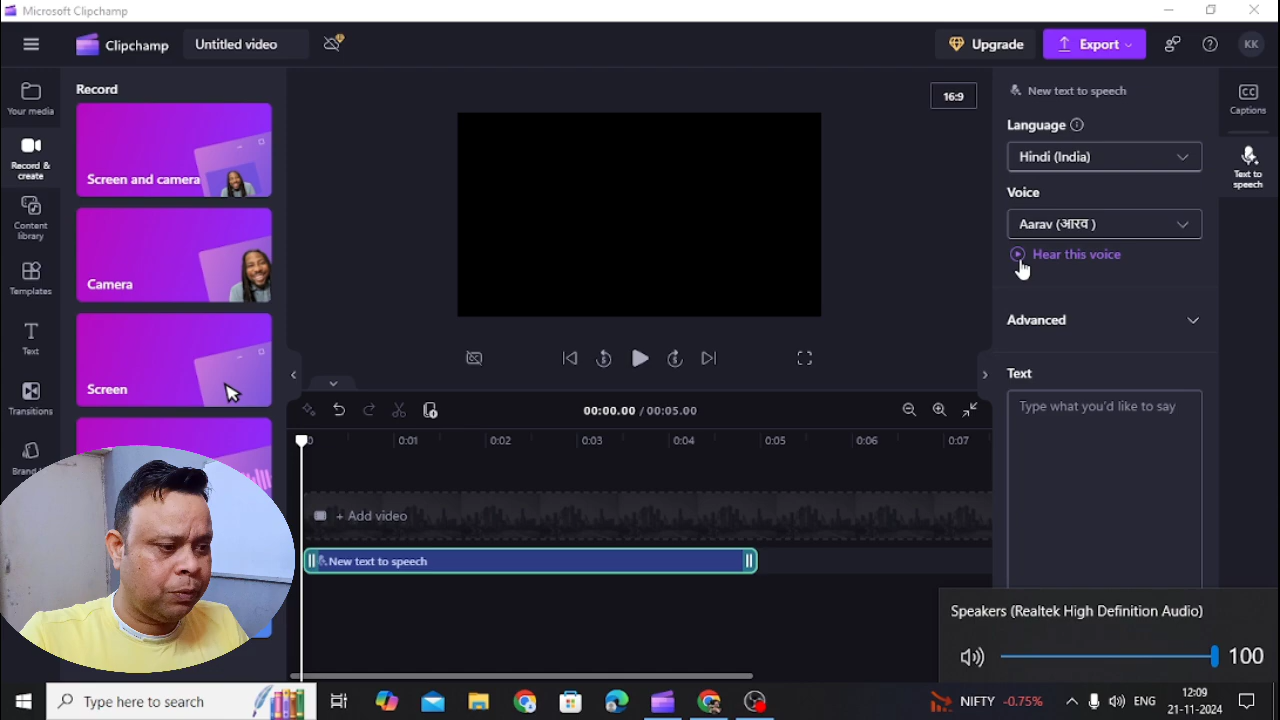 Microsoft Clipchamp
Clipchamp
Untitled video
Upgrade
Export
KK
Your media
Record &
create
Content
library
Templates
Text
Transitions
Brand
Record
Screen and camera
Camera
Screen
16:9
00:00.00 / 00:05.00
0
0:01
0:02
0:03
0:04
0:05
0:06
0:07
+ Add video
New text to speech
New text to speech
Language
Hindi (India)
Voice
Aarav (आरव )
Hear this voice
Advanced
Text
Type what you'd like to say
CC
Captions
Text to
speech
Speakers (Realtek High Definition Audio)
100
Type here to search
NIFTY -0.75%
ENG
12:09
21-11-2024